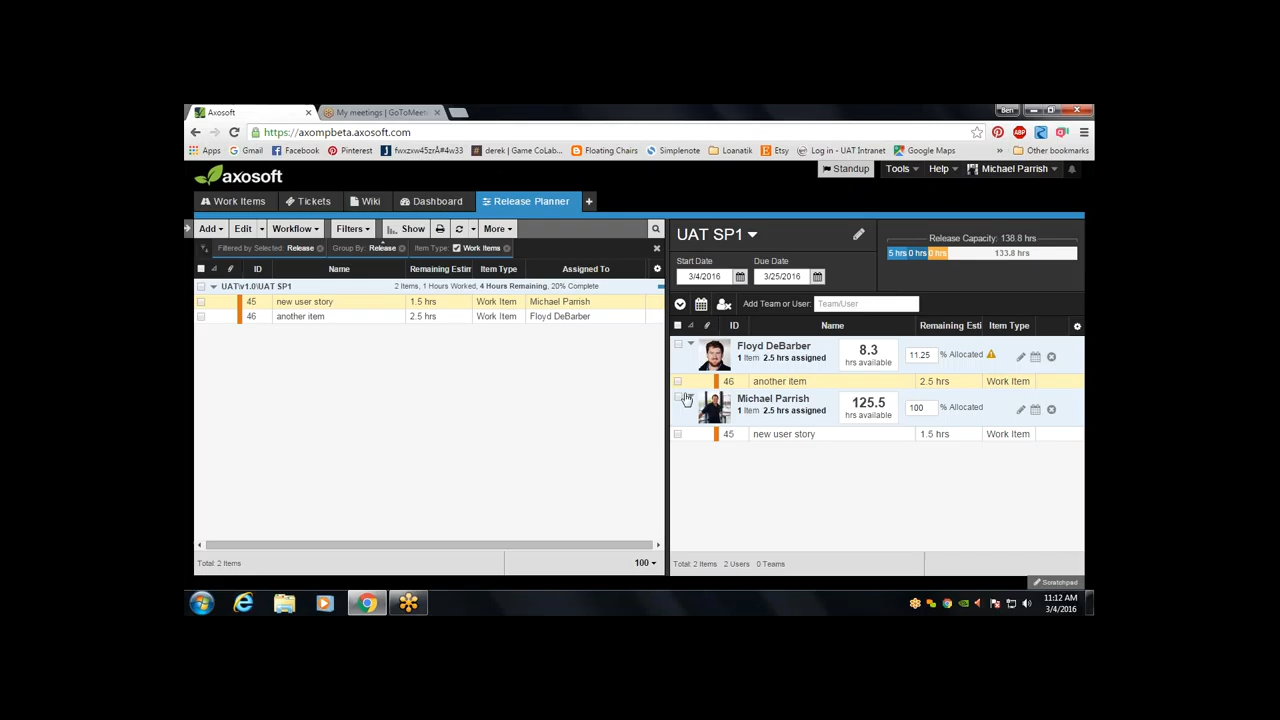 Axosoft
My meetings | GoToMeeti
Ben
https://axompbeta.axosoft.com
Apps Gmail Facebook Pinterest fwxzxw45zrÅ#4w33 derek | Game CoLab... Floating Chairs Simplenote Loanatik Etsy Log in - UAT Intranet Google Maps » Other bookmarks
axosoft
Standup Tools Help Michael Parrish
Work Items Tickets Wiki Dashboard Release Planner +
Add Edit Workflow Filters Show More
Filtered by Selected: Release Group By: Release Item Type: Work Items
ID Name Remaining Estim Item Type Assigned To
UAT\v1.0\UAT SP1 2 Items, 1 Hours Worked, 4 Hours Remaining, 20% Complete
45 new user story 1.5 hrs Work Item Michael Parrish
46 another item 2.5 hrs Work Item Floyd DeBarber
Total: 2 Items 100
UAT SP1
Release Capacity: 138.8 hrs
5 hrs 0 hrs 0 hrs 133.8 hrs
Start Date Due Date
3/4/2016 3/25/2016
Add Team or User: Team/User
ID Name Remaining Esti Item Type
Floyd DeBarber
1 Item 2.5 hrs assigned
8.3
hrs available
11.25 % Allocated
46 another item 2.5 hrs Work Item
Michael Parrish
1 Item 2.5 hrs assigned
125.5
hrs available
100 % Allocated
45 new user story 1.5 hrs Work Item
Total: 2 Items 2 Users 0 Teams
Scratchpad
11:12 AM
3/4/2016